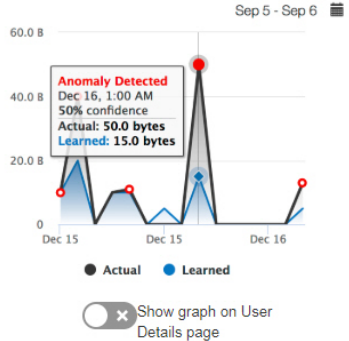 Sep 5 - Sep 6
60.0 B
40.0 B
20.0 B
0
Anomaly Detected
Dec 16, 1:00 AM
50% confidence
Actual: 50.0 bytes
Learned: 15.0 bytes
Dec 15
Dec 15
Dec 16
Actual
Learned
Show graph on User
Details page